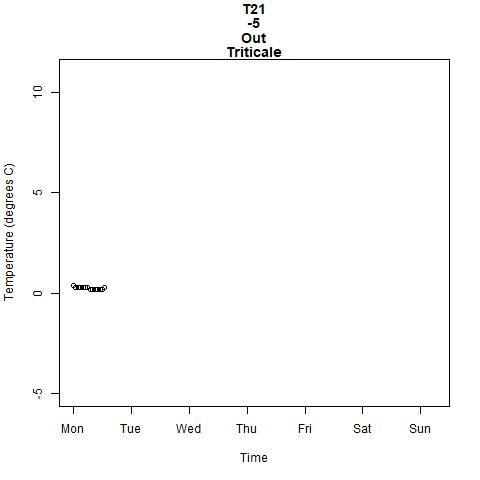 T21
-5
Out
Triticale
Temperature (degrees C)
10
5
0
-5
Mon Tue Wed Thu Fri Sat Sun
Time